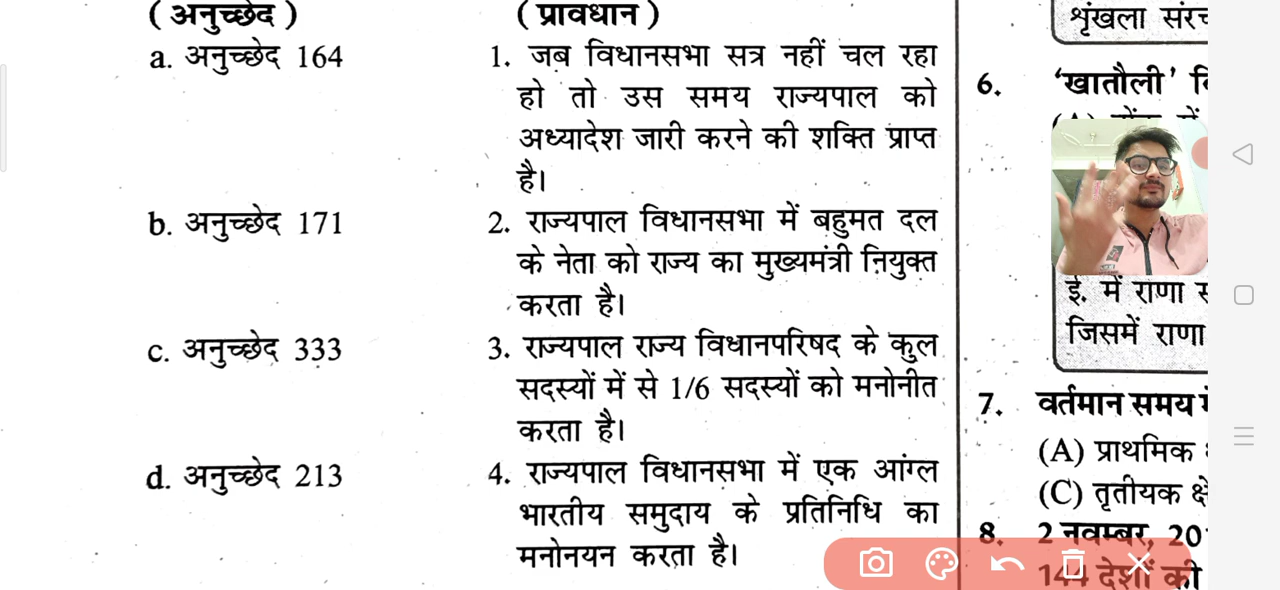 ( अनुच्छेद )
( प्रावधान )
a. अनुच्छेद 164
1. जब विधानसभा सत्र नहीं चल रहा
हो तो उस समय राज्यपाल को
अध्यादेश जारी करने की शक्ति प्राप्त
है।
b. अनुच्छेद 171
2. राज्यपाल विधानसभा में बहुमत दल
के नेता को राज्य का मुख्यमंत्री नियुक्त
करता है।
c. अनुच्छेद 333
3. राज्यपाल राज्य विधानपरिषद के कुल
सदस्यों में से 1/6 सदस्यों को मनोनीत
करता है।
d. अनुच्छेद 213
4. राज्यपाल विधानसभा में एक आंग्ल
भारतीय समुदाय के प्रतिनिधि का
मनोनयन करता है।
शृंखला
6. 'खातौली'
ई. में राणा
जिसमें राणा
7. वर्तमान समय
(A) प्राथमिक
(C) तृतीयक
8. 2 नवम्बर, 20
144 देशों की